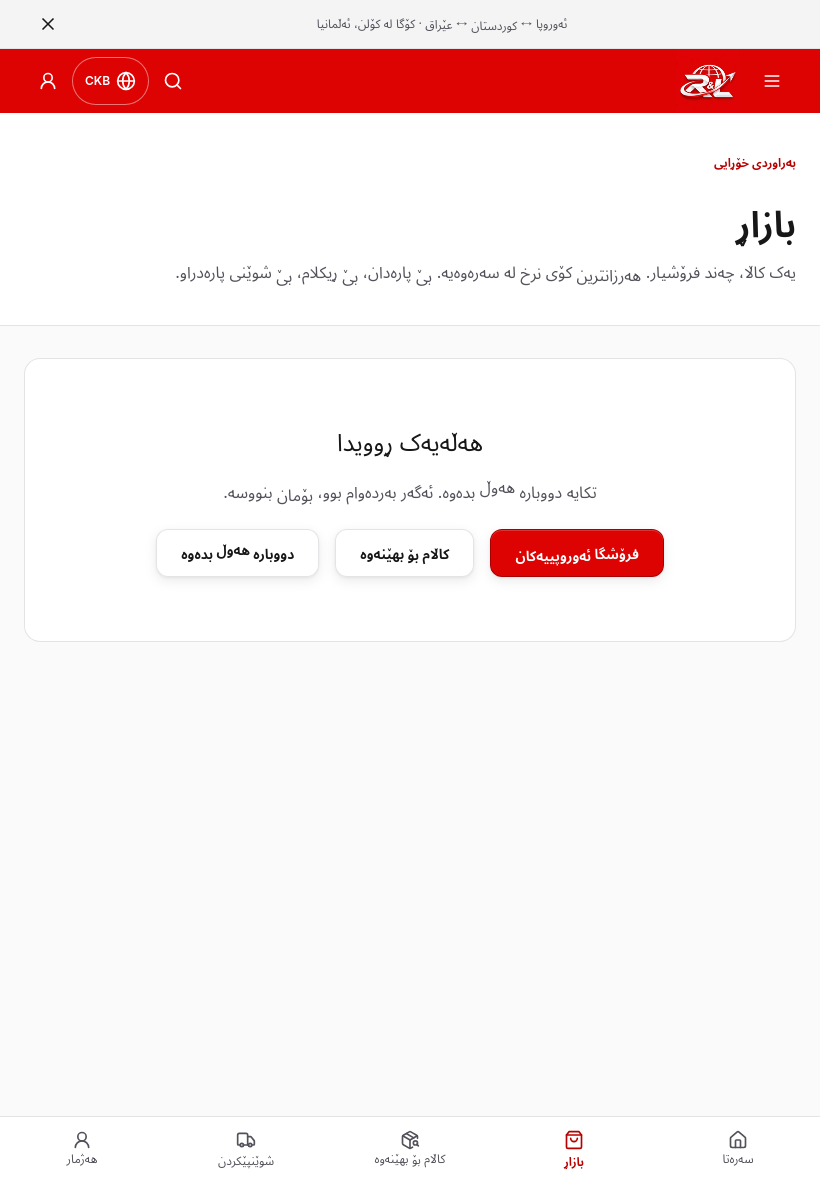 ئەوروپا ↔ کوردستان ↔ عێراق · کۆگا لە کۆلن، ئەڵمانیا
R&L
CKB
بەراوردی خۆڕایی
بازاڕ
یەک کاڵا، چەند فرۆشیار. هەرزانترین کۆی نرخ لە سەرەوەیە. بێ پارەدان، بێ ڕیکلام، بێ شوێنی پارەدراو.
هەڵەیەک ڕوویدا
تکایە دووبارە هەوڵ بدەوە. ئەگەر بەردەوام بوو، بۆمان بنووسە.
فرۆشگا ئەوروپییەکان
کاڵام بۆ بهێنەوە
دووبارە هەوڵ بدەوە
سەرەتا
بازاڕ
کاڵام بۆ بهێنەوە
شوێنپێکردن
هەژمار